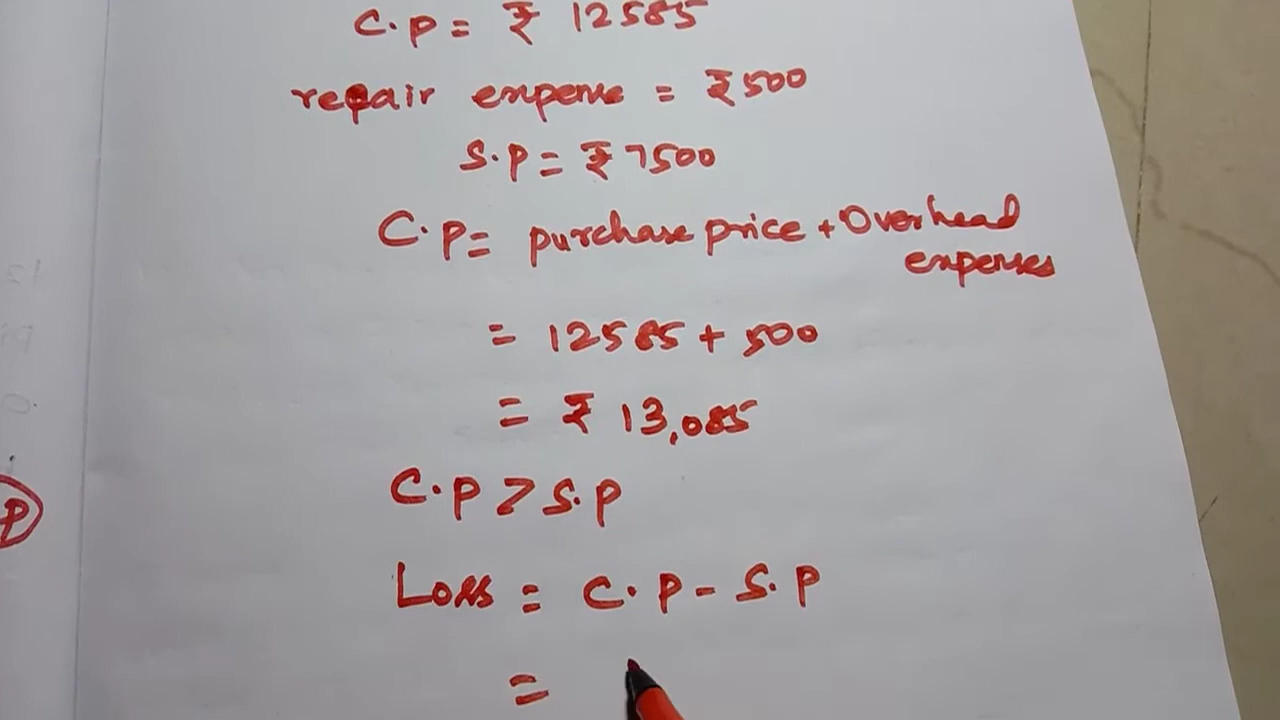 C.P = ₹ 12585
repair expense = ₹500
S.P = ₹ 7500
C.P = purchase price + Overhead
expenses
= 12585 + 500
= ₹ 13,085
C.P > S.P
Loss = C.P - S.P
=
P